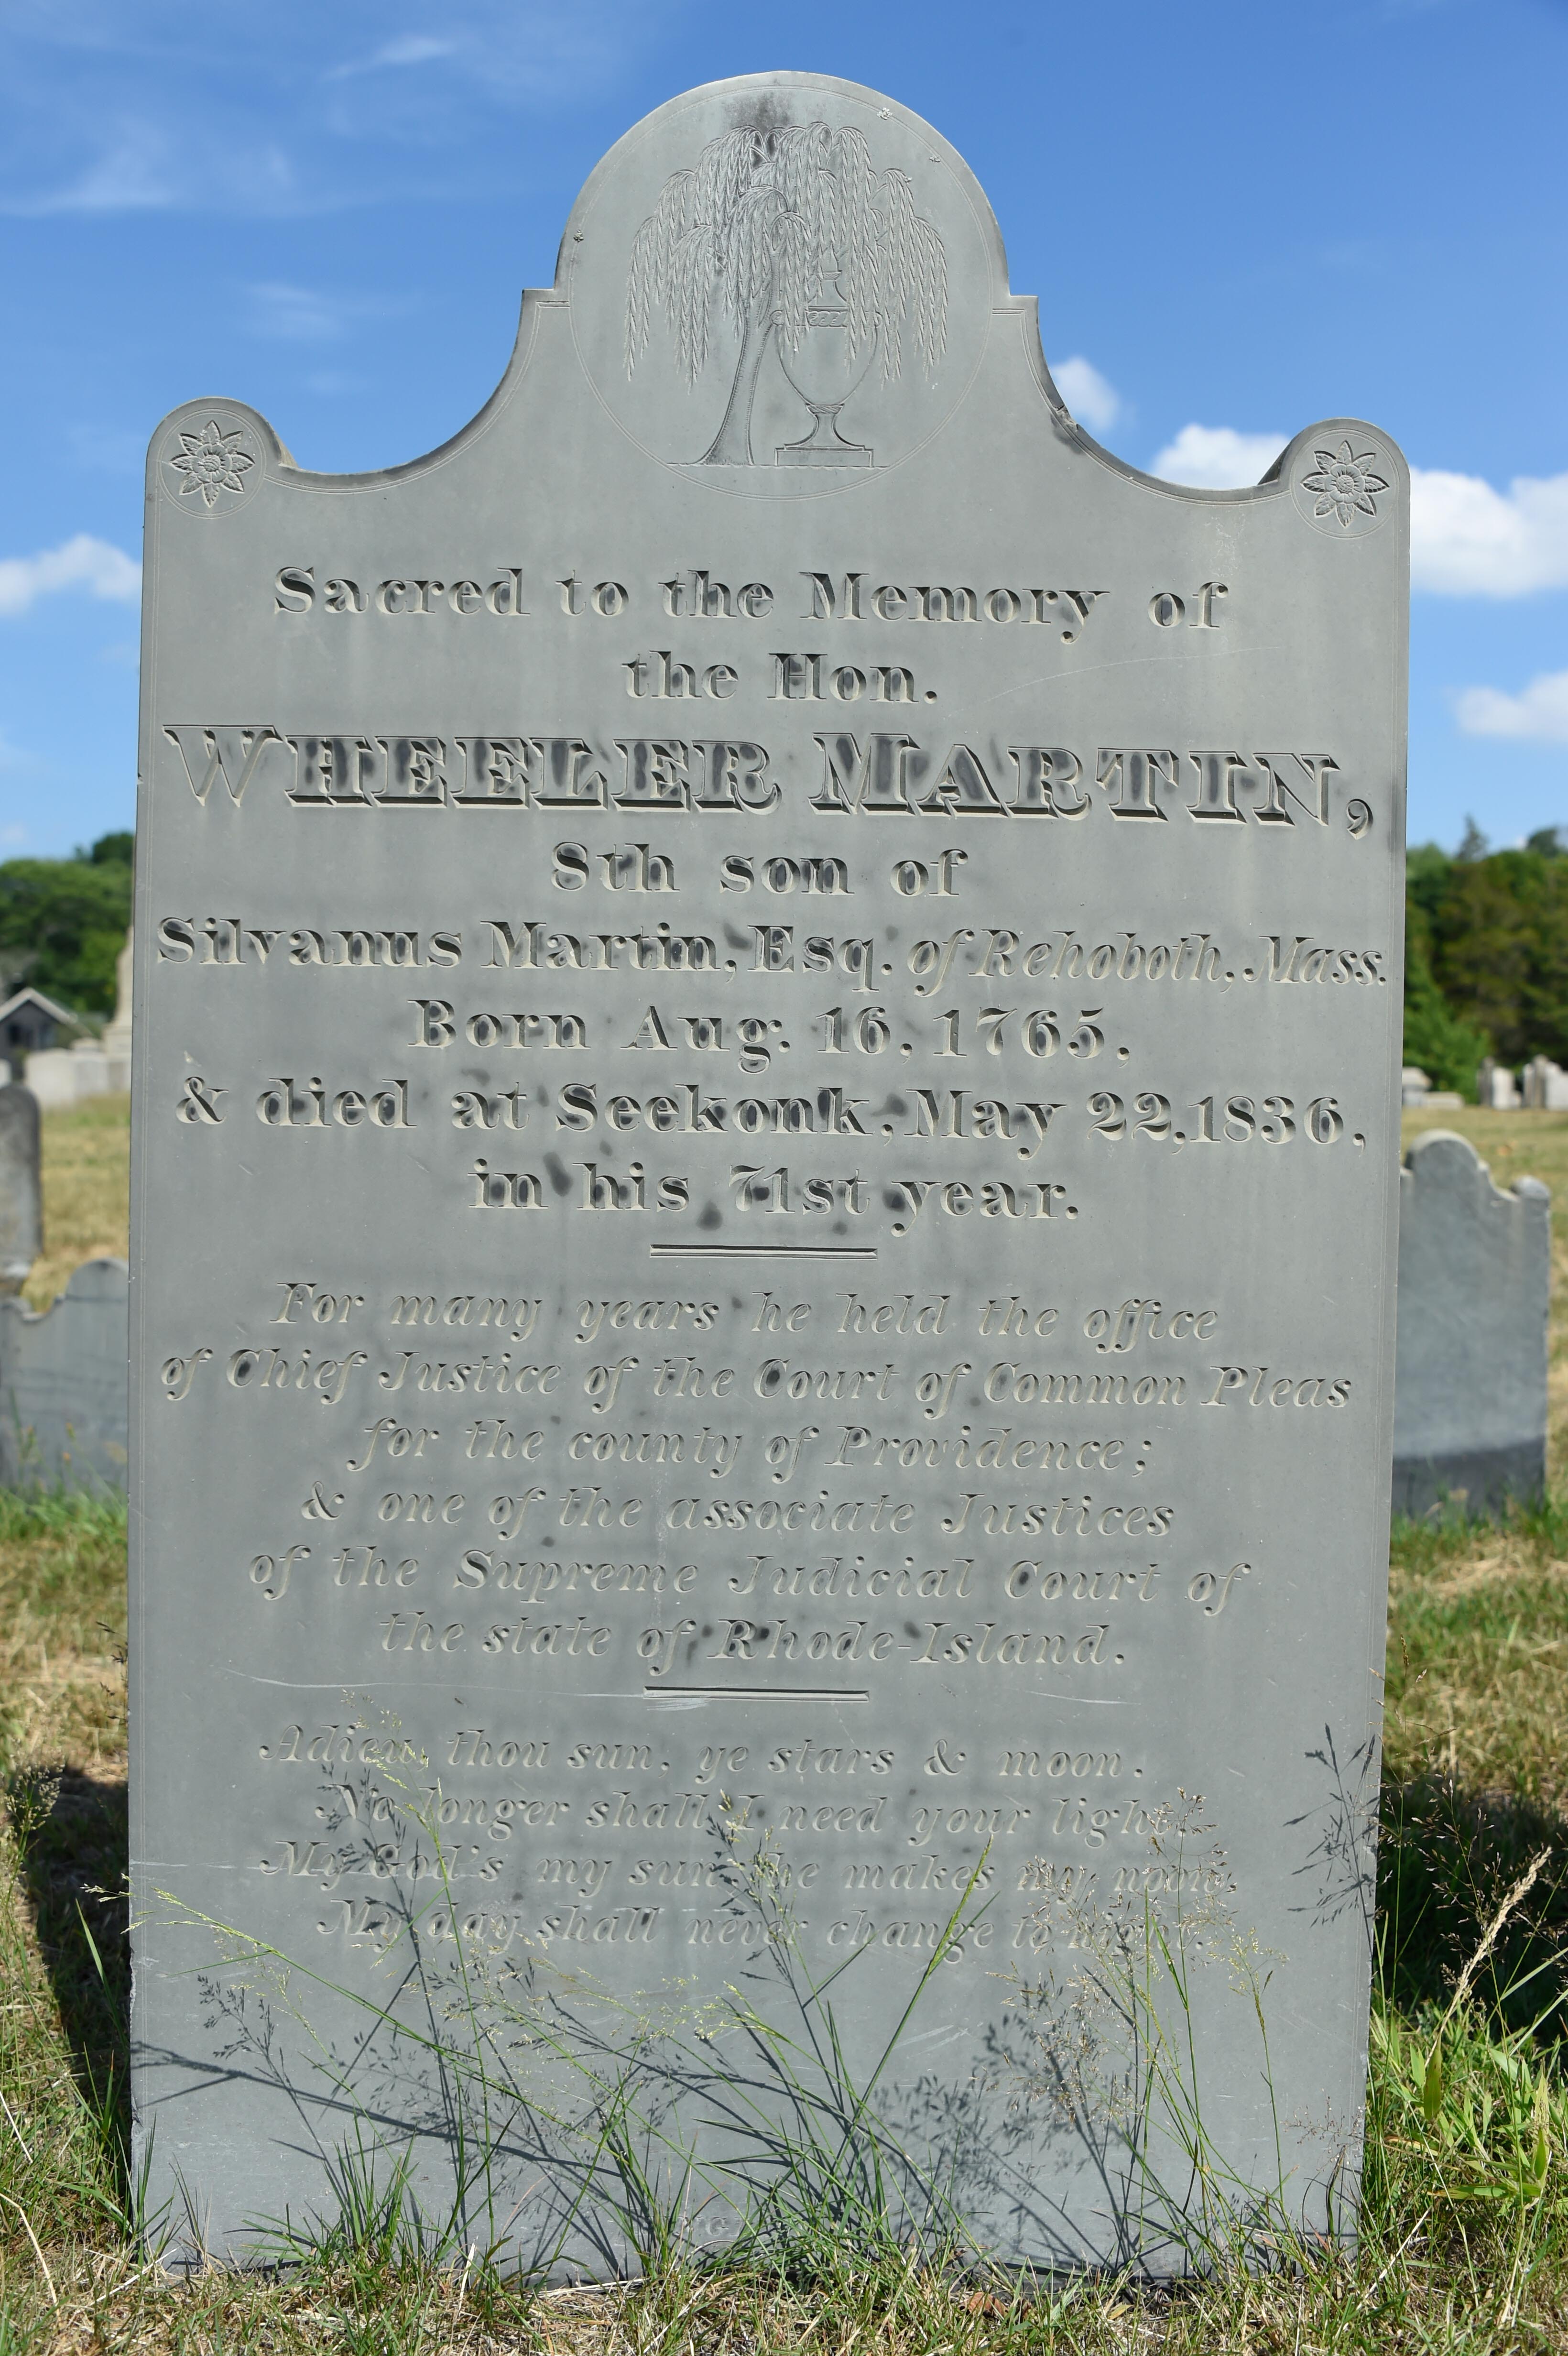 Sacred to the Memory of
the Hon.
WHEELER MARTIN,
8th son of
Silvanus Martin, Esq. of Rehoboth, Mass.
Born Aug. 16, 1765,
& died at Seekonk, May 22, 1836,
in his 71st year.
For many years he held the office
of Chief Justice of the Court of Common Pleas
for the county of Providence;
& one of the associate Justices
of the Supreme Judicial Court of
the state of Rhode-Island.
Adieu, thou sun, ye stars & moon,
No longer shall I need your light,
My God's my sun, he makes my noon,
My day shall never change to night.